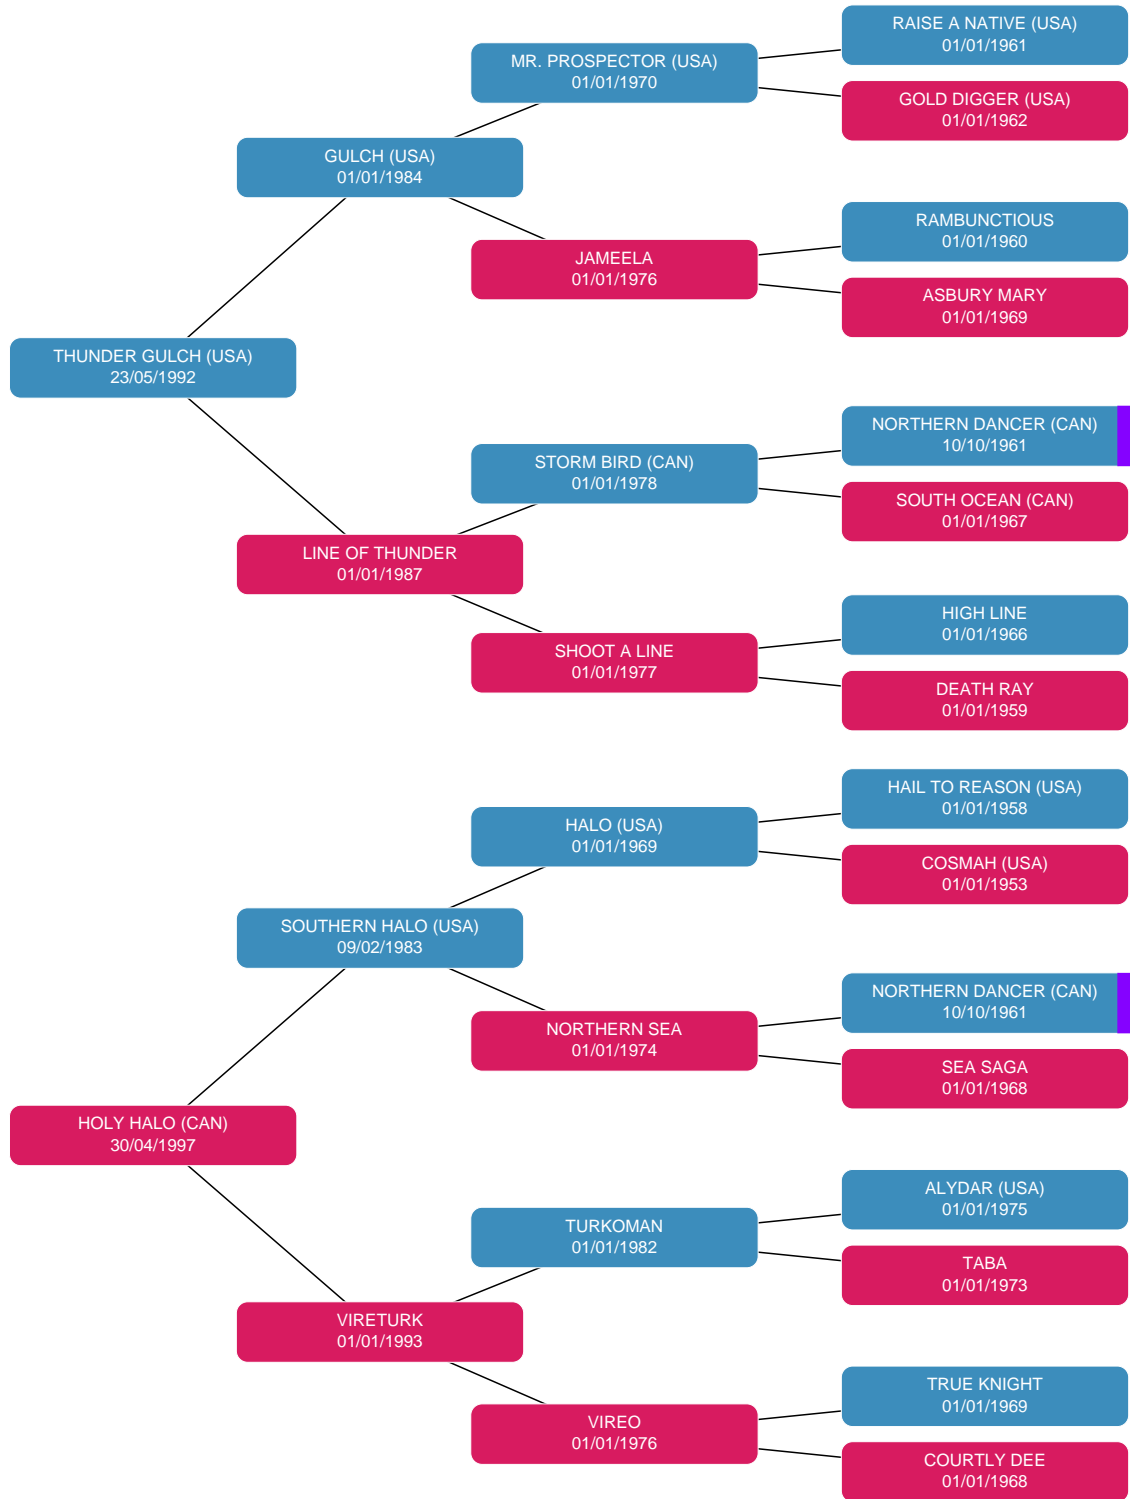 RAISE A NATIVE (USA)
01/01/1961
MR. PROSPECTOR (USA)
01/01/1970
GOLD DIGGER (USA)
01/01/1962
GULCH (USA)
01/01/1984
RAMBUNCTIOUS
01/01/1960
JAMEELA
01/01/1976
ASBURY MARY
01/01/1969
THUNDER GULCH (USA)
23/05/1992
NORTHERN DANCER (CAN)
10/10/1961
STORM BIRD (CAN)
01/01/1978
SOUTH OCEAN (CAN)
01/01/1967
LINE OF THUNDER
01/01/1987
HIGH LINE
01/01/1966
SHOOT A LINE
01/01/1977
DEATH RAY
01/01/1959
HAIL TO REASON (USA)
01/01/1958
HALO (USA)
01/01/1969
COSMAH (USA)
01/01/1953
SOUTHERN HALO (USA)
09/02/1983
NORTHERN DANCER (CAN)
10/10/1961
NORTHERN SEA
01/01/1974
SEA SAGA
01/01/1968
HOLY HALO (CAN)
30/04/1997
ALYDAR (USA)
01/01/1975
TURKOMAN
01/01/1982
TABA
01/01/1973
VIRETURK
01/01/1993
TRUE KNIGHT
01/01/1969
VIREO
01/01/1976
COURTLY DEE
01/01/1968